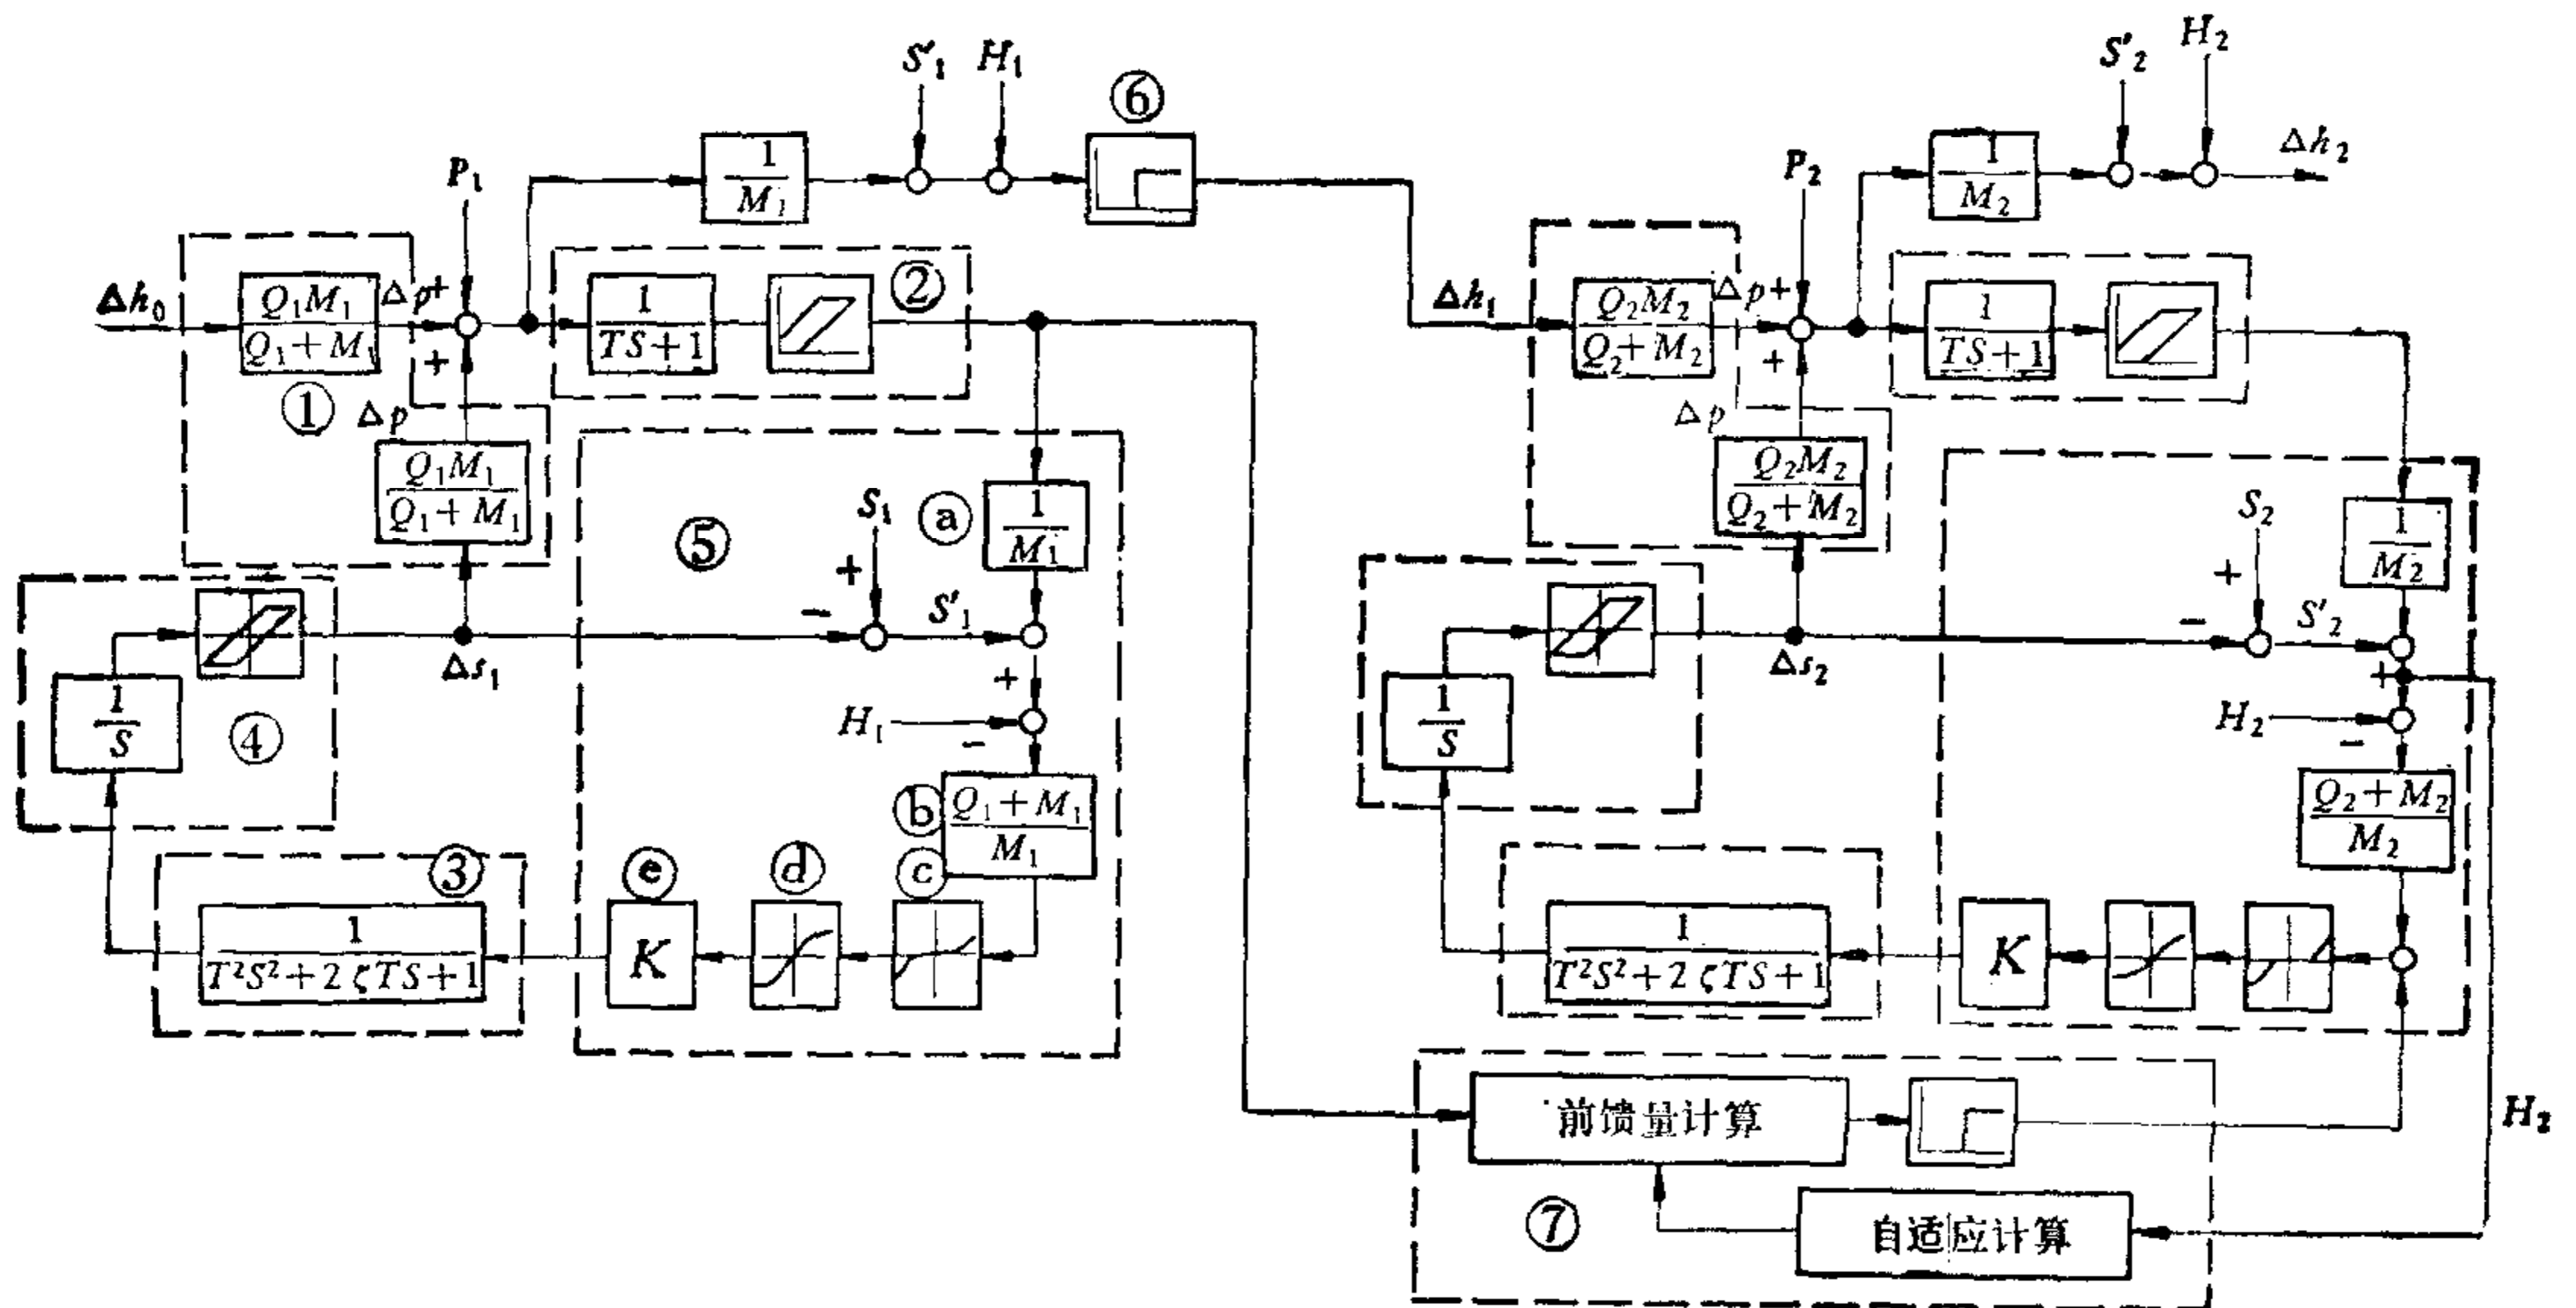 S'₁
H₁
⑥
S'₂
H₂
P₁
1
M₁
P₂
1
M₂
Δh₂
Δh₀
Q₁M₁
Q₁+M₁
Δp+
+
①
1
TS+1
②
Δh₁
Q₂M₂
Q₂+M₂
Δp+
+
1
TS+1
Δp
Q₁M₁
Q₁+M₁
Δp
Q₂M₂
Q₂+M₂
⑤
S₁
ⓐ
1
M₁
+
−
S'₁
+
H₁
−
S₂
1
M₂
+
−
S'₂
+
H₂
−
1
S
④
Δs₁
1
S
Δs₂
ⓑ
Q₁+M₁
M₁
Q₂+M₂
M₂
③
1
T²S²+2ζTS+1
ⓔ
K
ⓓ
ⓒ
1
T²S²+2ζTS+1
K
前馈量计算
H₂
⑦
自适应计算